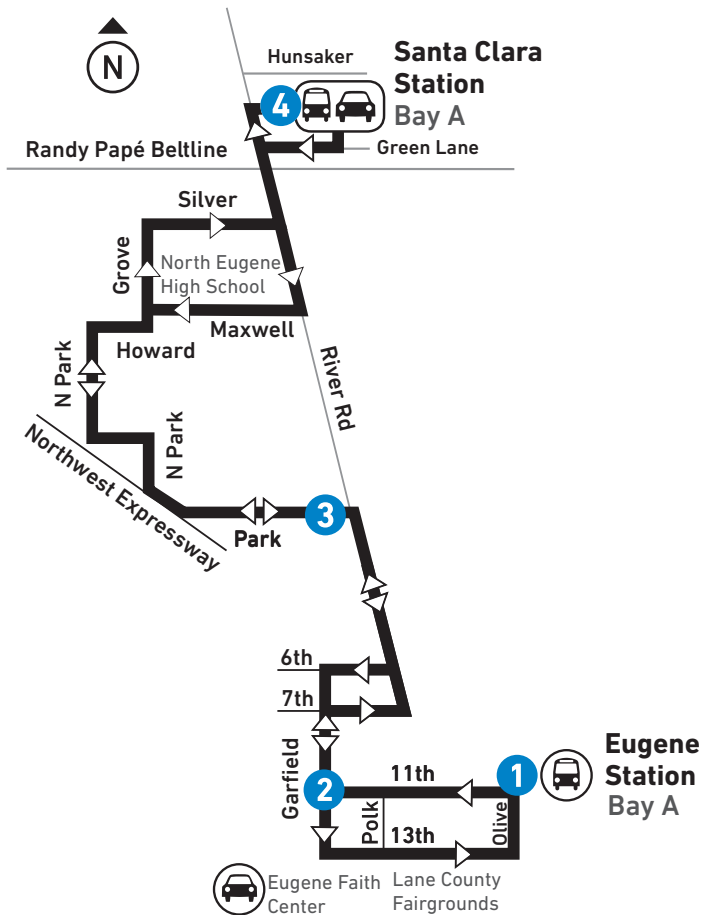 N
Hunsaker
4
Santa Clara
Station
Bay A
Randy Papé Beltline
Green Lane
Silver
Grove
North Eugene
High School
Maxwell
Howard
N Park
River Rd
N Park
Northwest Expressway
3
Park
6th
7th
Garfield
2
11th
1
Eugene
Station
Bay A
Polk
Olive
13th
Eugene Faith
Center
Lane County
Fairgrounds